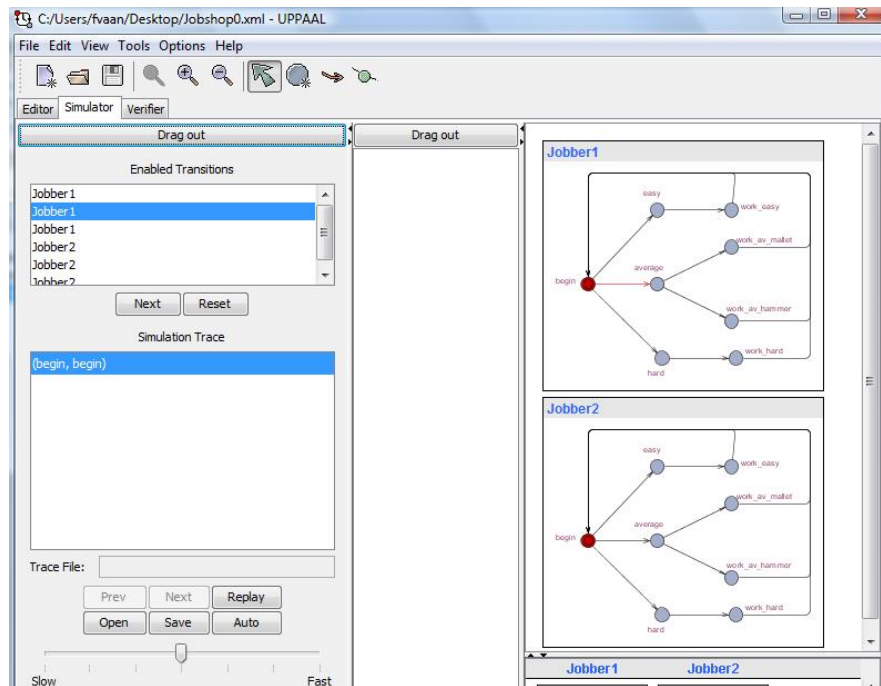 C:/Users/fvaan/Desktop/Jobshop0.xml - UPPAAL
File Edit View Tools Options Help
Editor Simulator Verifier
Drag out
Enabled Transitions
Jobber1
Jobber1
Jobber1
Jobber2
Jobber2
Jobber2
Next Reset
Simulation Trace
(begin, begin)
Trace File:
Prev Next Replay
Open Save Auto
Slow Fast
Drag out
Jobber1
easy
work_easy
work_av_mallet
average
begin
work_av_hammer
work_hard
hard
Jobber2
easy
work_easy
work_av_mallet
average
begin
work_av_hammer
work_hard
hard
Jobber1 Jobber2